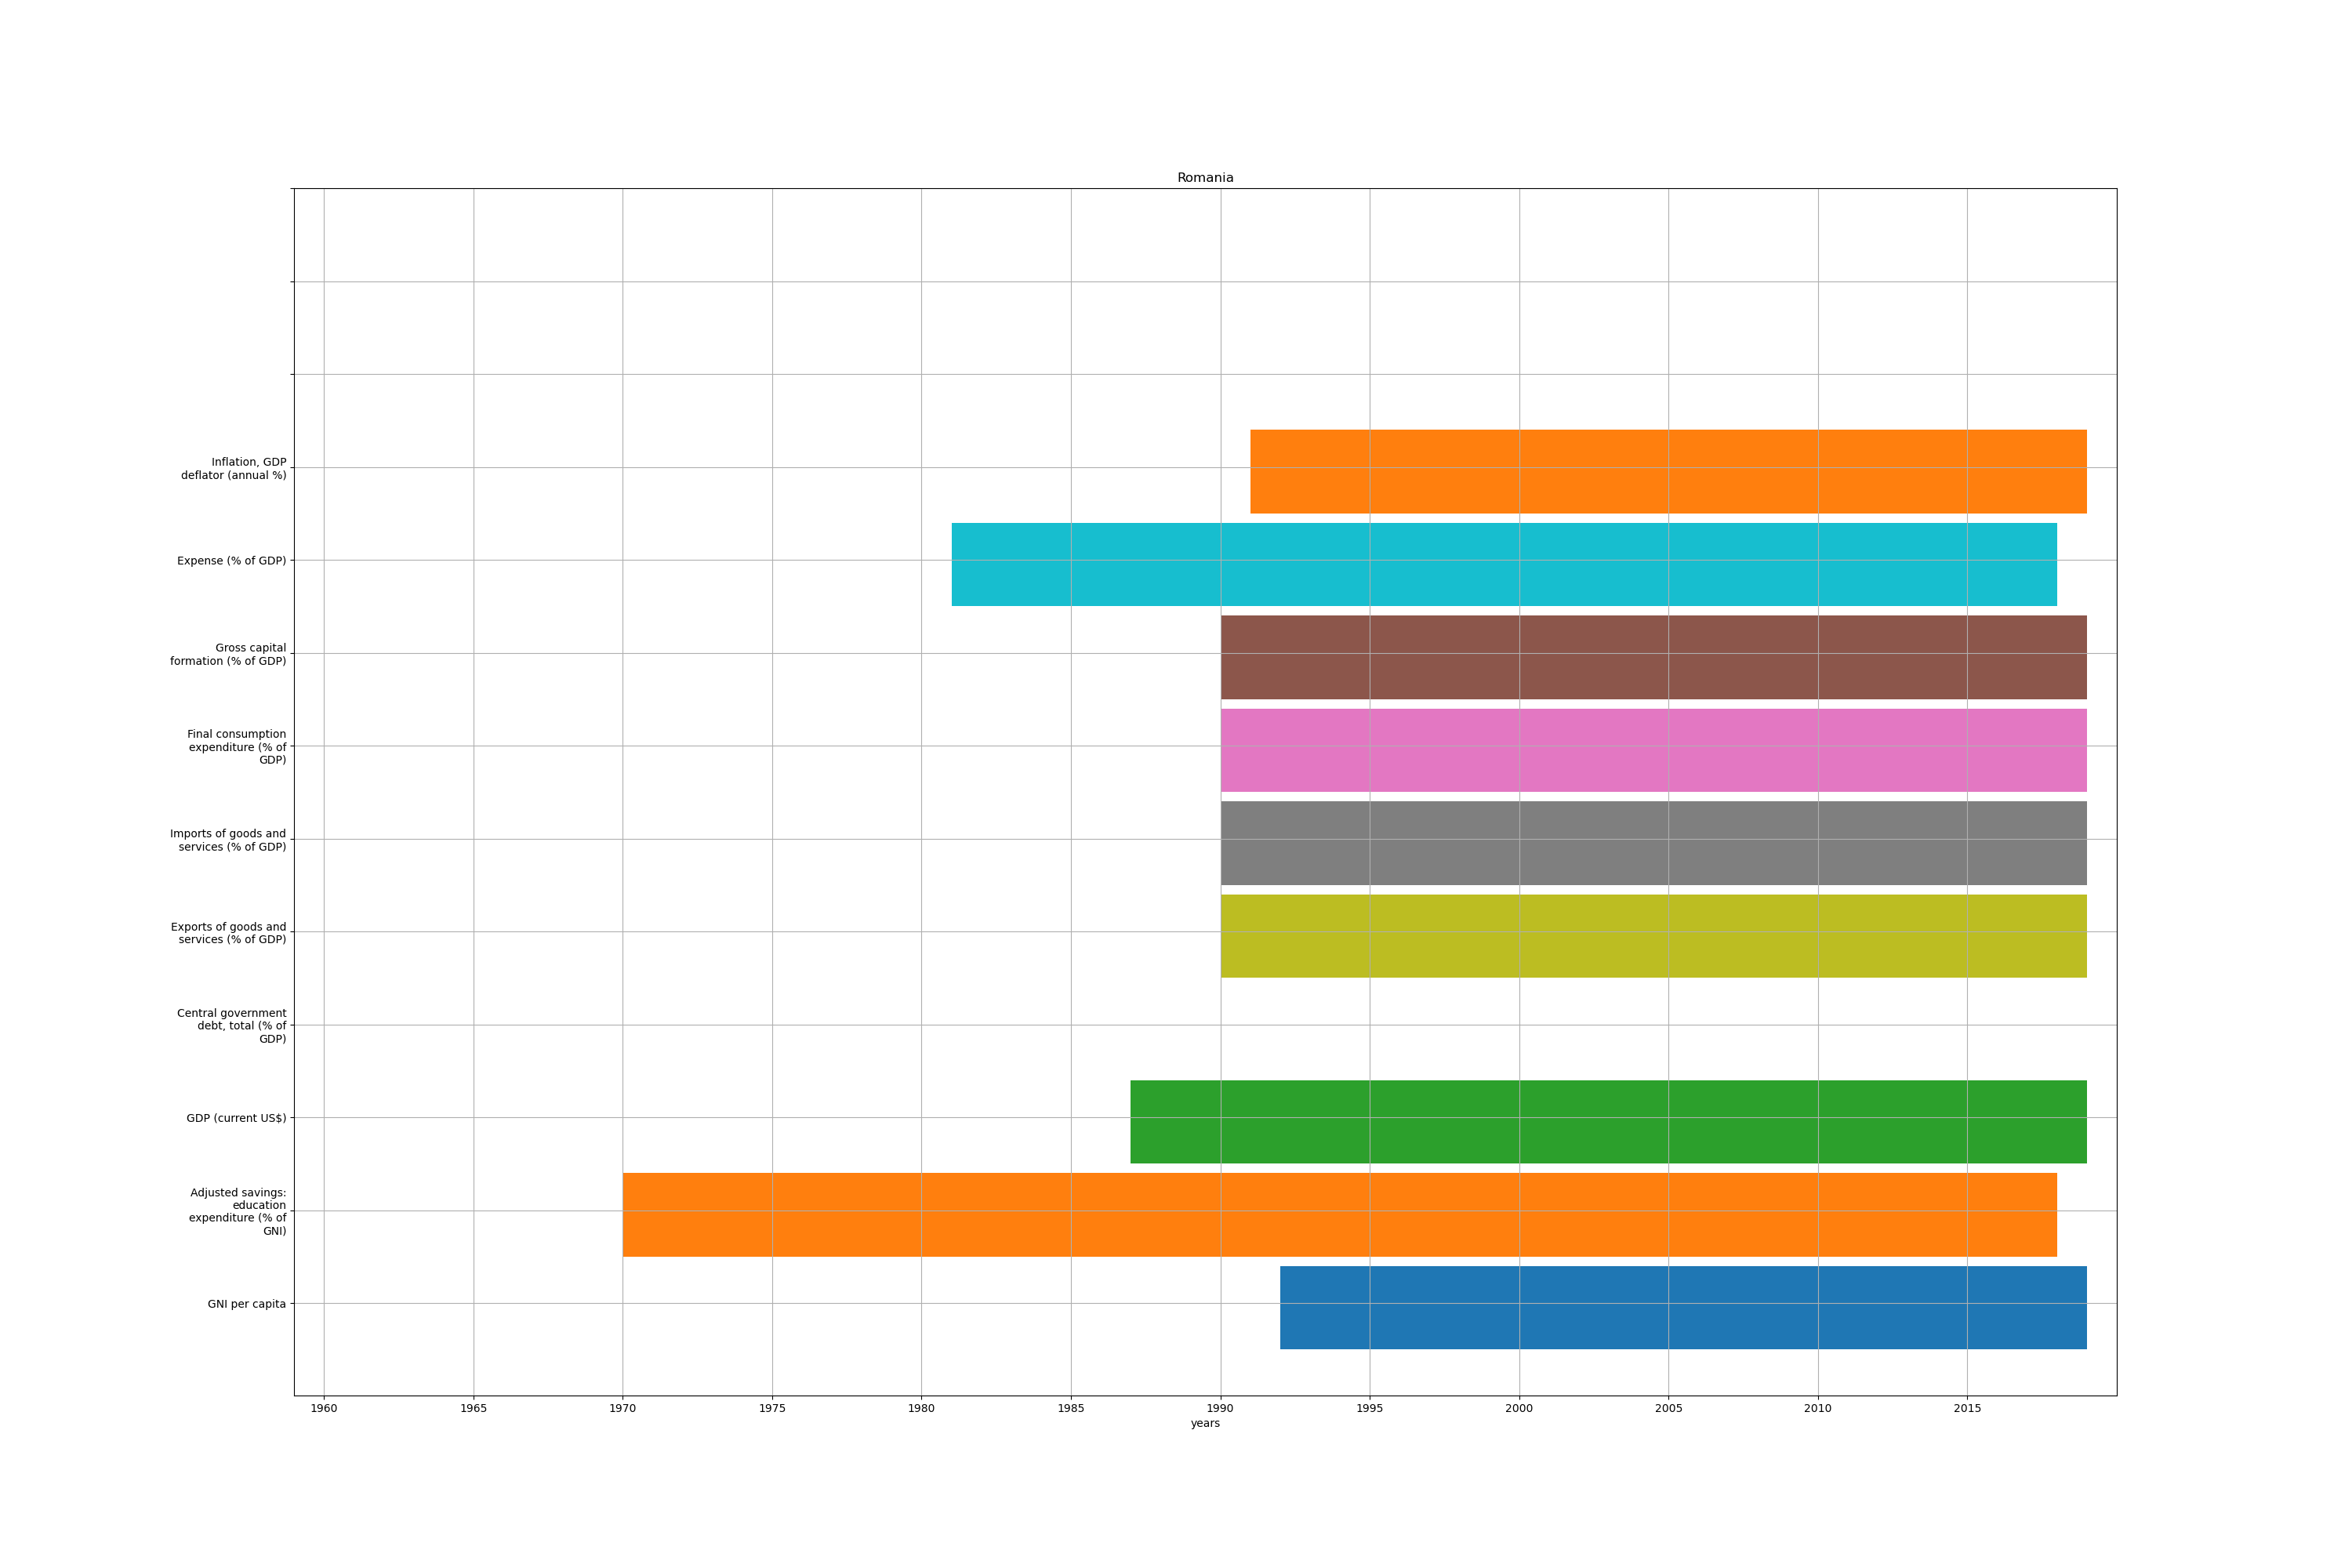 Romania
Inflation, GDP
deflator (annual %)
Expense (% of GDP)
Gross capital
formation (% of GDP)
Final consumption
expenditure (% of
GDP)
Imports of goods and
services (% of GDP)
Exports of goods and
services (% of GDP)
Central government
debt, total (% of
GDP)
GDP (current US$)
Adjusted savings:
education
expenditure (% of
GNI)
GNI per capita
1960 1965 1970 1975 1980 1985 1990 1995 2000 2005 2010 2015
years